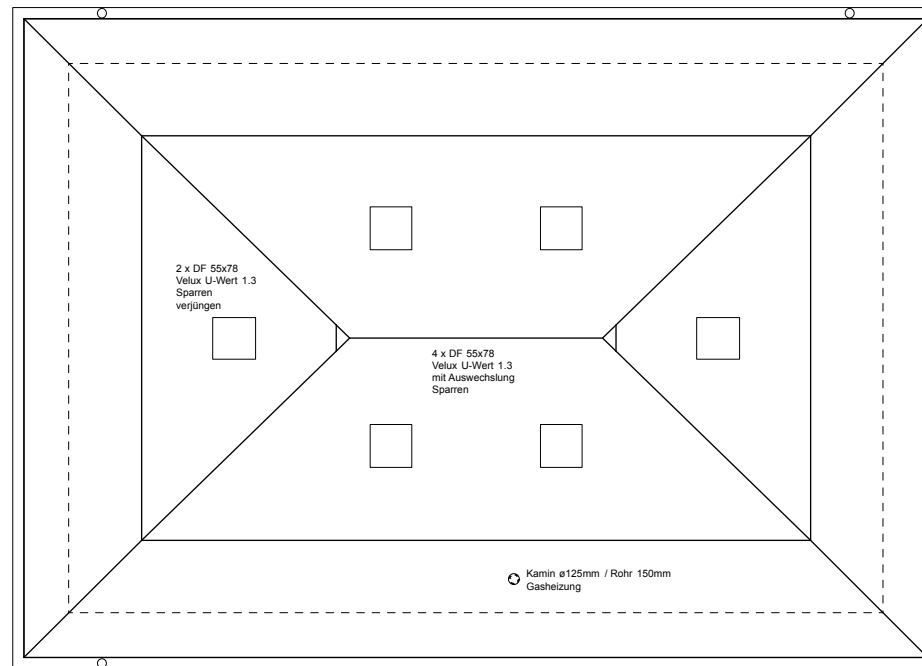 2 x DF 55x78
Velux U-Wert 1.3
Sparren
verjüngen
4 x DF 55x78
Velux U-Wert 1.3
mit Auswechslung
Sparren
Kamin ø125mm / Rohr 150mm
Gasheizung